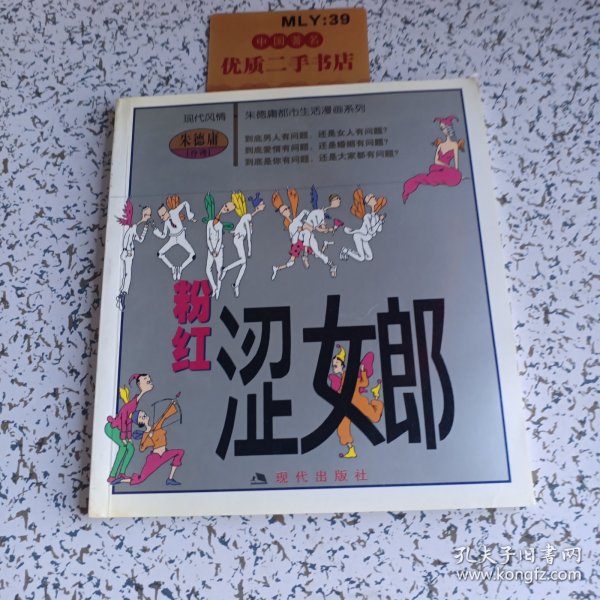 MLY:39
中国著名
优质二手书店
现代风情
朱德庸都市生活漫画系列
朱德庸
[台湾]
到底男人有问题，还是女人有问题？
到底爱情有问题，还是婚姻有问题？
到底是你有问题，还是大家都有问题？
粉红
涩女郎
现代出版社
孔夫子旧书网
www.kongfz.com